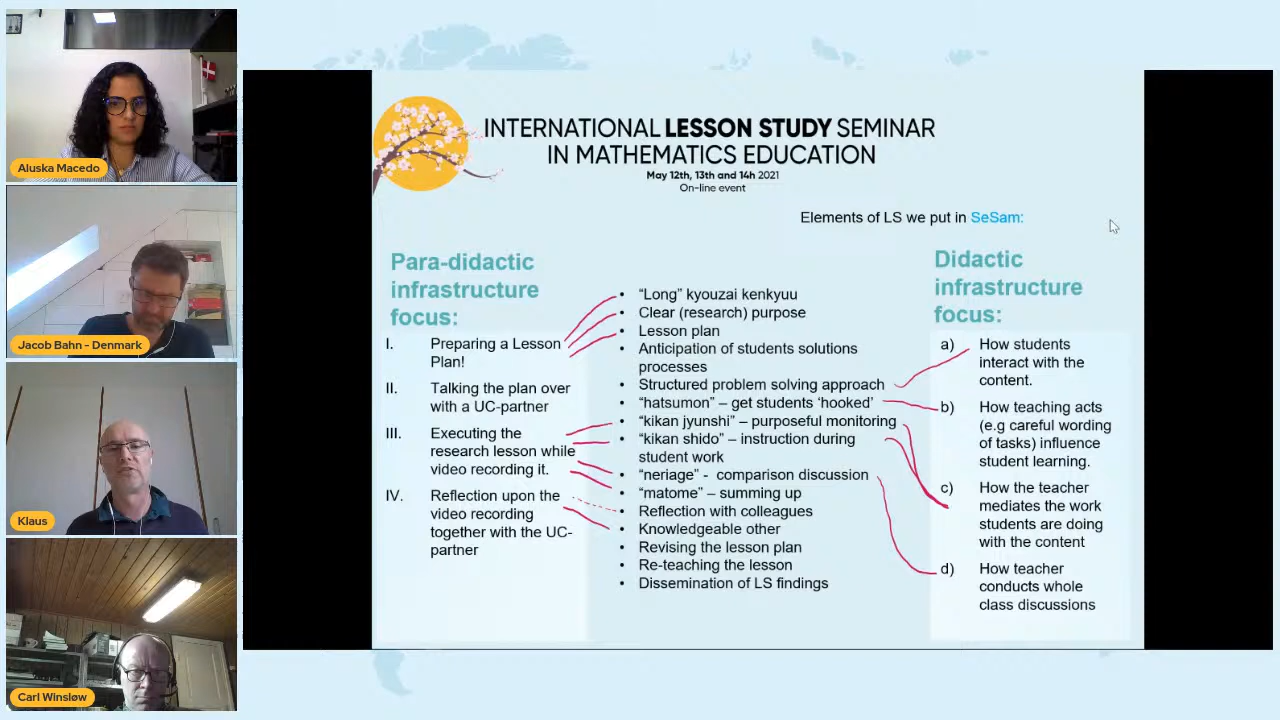 Aluska Macedo
Jacob Bahn - Denmark
Klaus
Carl Winsløw
INTERNATIONAL LESSON STUDY SEMINAR
IN MATHEMATICS EDUCATION
May 12th, 13th and 14h 2021
On-line event
Elements of LS we put in SeSam:
Para-didactic
infrastructure
focus:
I. Preparing a Lesson
Plan!
II. Talking the plan over
with a UC-partner
III. Executing the
research lesson while
video recording it.
IV. Reflection upon the
video recording
together with the UC-
partner
• “Long” kyouzai kenkyuu
• Clear (research) purpose
• Lesson plan
• Anticipation of students solutions
processes
• Structured problem solving approach
• “hatsumon” – get students ‘hooked’
• “kikan jyunshi” – purposeful monitoring
• “kikan shido” – instruction during
student work
• “neriage” - comparison discussion
• “matome” – summing up
• Reflection with colleagues
• Knowledgeable other
• Revising the lesson plan
• Re-teaching the lesson
• Dissemination of LS findings
Didactic
infrastructure
focus:
a) How students
interact with the
content.
b) How teaching acts
(e.g careful wording
of tasks) influence
student learning.
c) How the teacher
mediates the work
students are doing
with the content
d) How teacher
conducts whole
class discussions